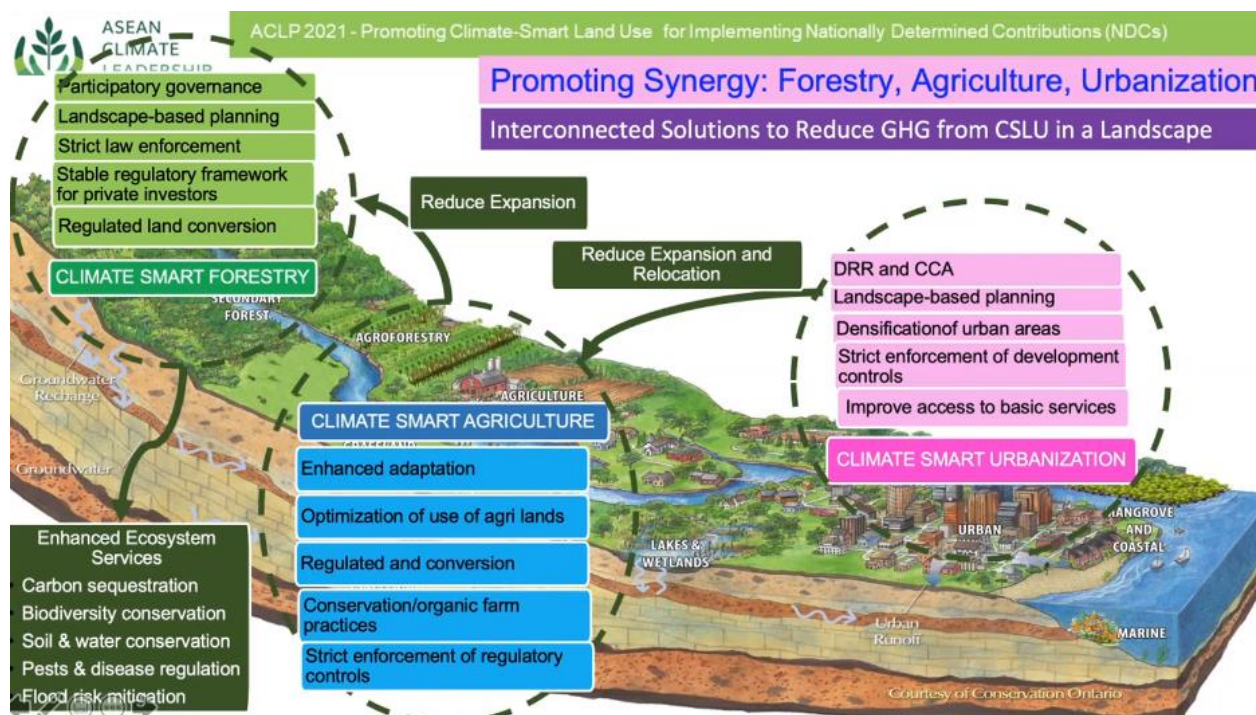 ASEAN
CLIMATE
LEADERSHIP
ACLP 2021 - Promoting Climate-Smart Land Use for Implementing Nationally Determined Contributions (NDCs)
Promoting Synergy: Forestry, Agriculture, Urbanization
Interconnected Solutions to Reduce GHG from CSLU in a Landscape
Participatory governance
Landscape-based planning
Strict law enforcement
Stable regulatory framework
for private investors
Regulated land conversion
CLIMATE SMART FORESTRY
Reduce Expansion
Reduce Expansion and
Relocation
DRR and CCA
Landscape-based planning
Densificationof urban areas
Strict enforcement of development
controls
Improve access to basic services
CLIMATE SMART URBANIZATION
SECONDARY
FOREST
AGROFORESTRY
AGRICULTURE
Groundwater
Recharge
Groundwater
CLIMATE SMART AGRICULTURE
GRASSLAND
Enhanced adaptation
Optimization of use of agri lands
Regulated and conversion
Conservation/organic farm
practices
Strict enforcement of regulatory
controls
LAKES &
WETLANDS
URBAN
MANGROVE
AND
COASTAL
Urban
Runoff
MARINE
Enhanced Ecosystem
Services
Carbon sequestration
• Biodiversity conservation
• Soil & water conservation
• Pests & disease regulation
• Flood risk mitigation
Courtesy of Conservation Ontario